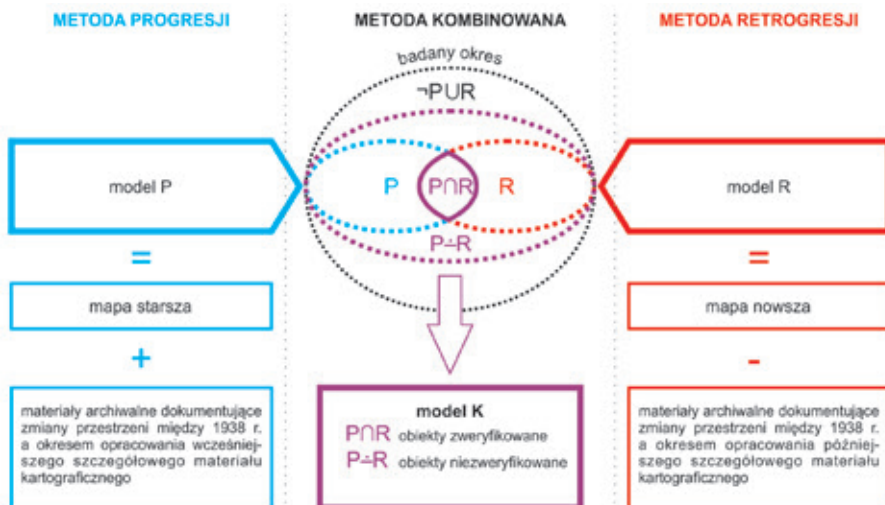 METODA PROGRESJI
METODA KOMBINOWANA
METODA RETROGRESJI
badany okres
¬P∪R
model P
P
P∩R
R
model R
P∸R
=
=
mapa starsza
mapa nowsza
+
-
materiały archiwalne dokumentujące
zmiany przestrzeni między 1938 r.
a okresem opracowania wcześniej-
szego szczegółowego materiału
kartograficznego
model K
P∩R obiekty zweryfikowane
P∸R obiekty niezweryfikowane
materiały archiwalne dokumentujące
zmiany przestrzeni między 1938 r.
a okresem opracowania później-
szego szczegółowego materiału
kartograficznego